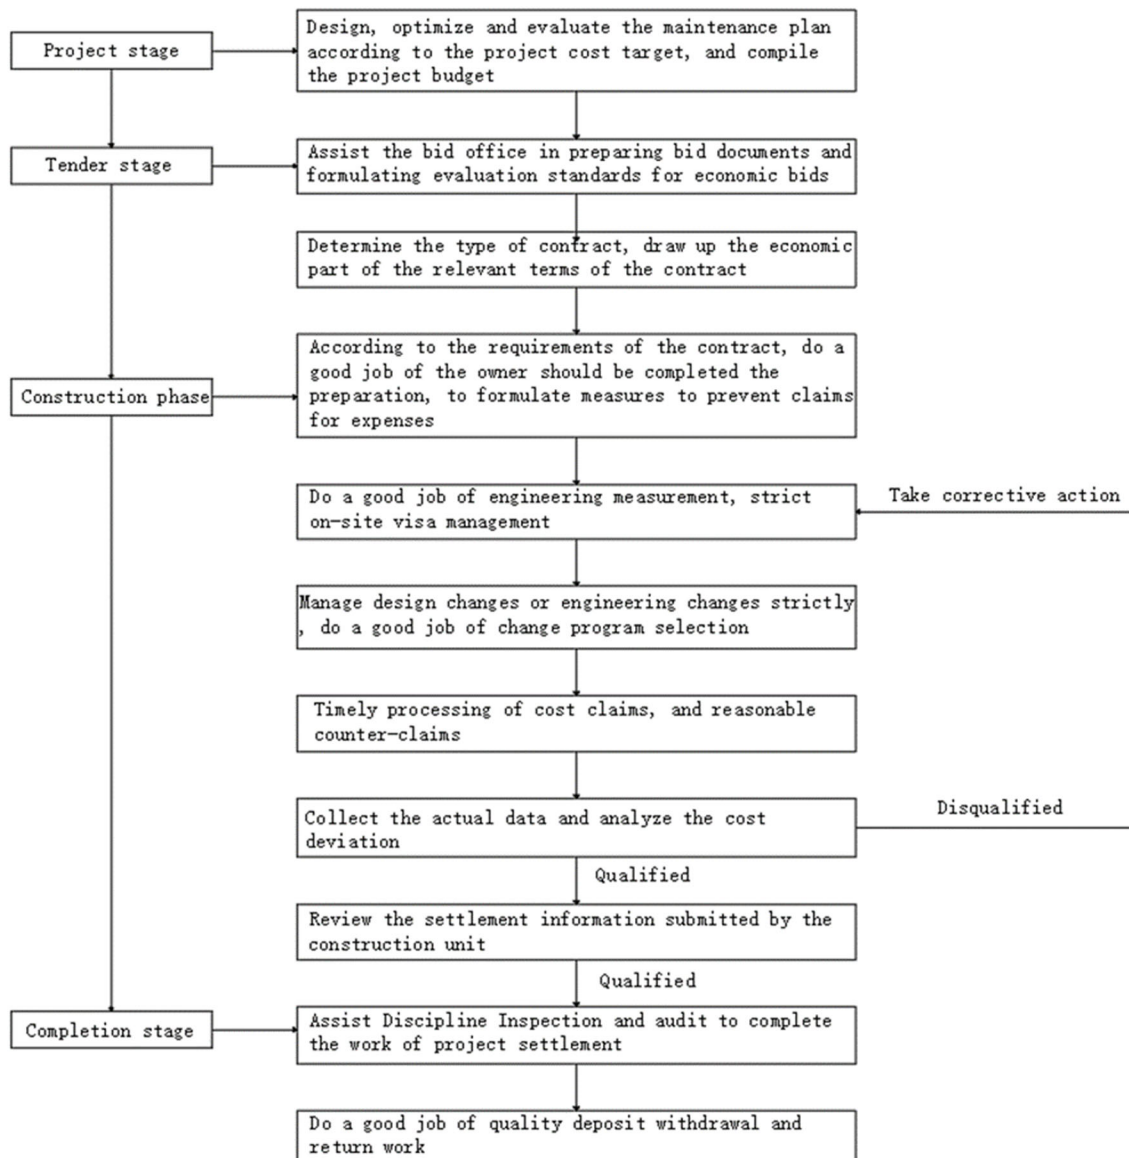 Project stage
Design, optimize and evaluate the maintenance plan
according to the project cost target, and compile
the project budget
Tender stage
Assist the bid office in preparing bid documents and
formulating evaluation standards for economic bids
Determine the type of contract, draw up the economic
part of the relevant terms of the contract
Construction phase
According to the requirements of the contract, do a
good job of the owner should be completed the
preparation, to formulate measures to prevent claims
for expenses
Do a good job of engineering measurement, strict
on-site visa management
Take corrective action
Manage design changes or engineering changes strictly
, do a good job of change program selection
Timely processing of cost claims, and reasonable
counter-claims
Collect the actual data and analyze the cost
deviation
Disqualified
Qualified
Review the settlement information submitted by the
construction unit
Qualified
Completion stage
Assist Discipline Inspection and audit to complete
the work of project settlement
Do a good job of quality deposit withdrawal and
return work